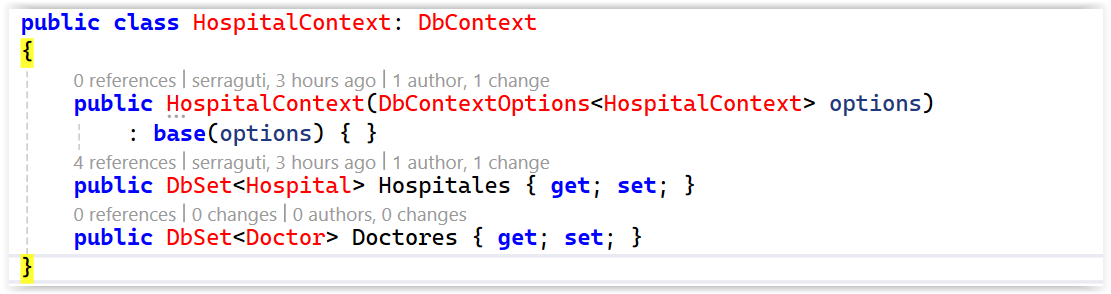 public class HospitalContext: DbContext
{
0 references | serraguti, 3 hours ago | 1 author, 1 change
public HospitalContext(DbContextOptions<HospitalContext> options)
: base(options) { }
4 references | serraguti, 3 hours ago | 1 author, 1 change
public DbSet<Hospital> Hospitales { get; set; }
0 references | 0 changes | 0 authors, 0 changes
public DbSet<Doctor> Doctores { get; set; }
}